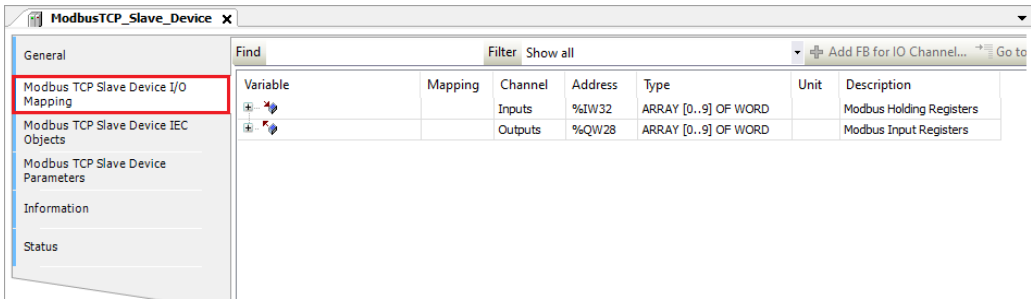 ModbusTCP_Slave_Device X
General
Modbus TCP Slave Device I/O
Mapping
Modbus TCP Slave Device IEC
Objects
Modbus TCP Slave Device
Parameters
Information
Status
Find Filter Show all Add FB for IO Channel... Go to
Variable Mapping Channel Address Type Unit Description
Inputs %IW32 ARRAY [0..9] OF WORD Modbus Holding Registers
Outputs %QW28 ARRAY [0..9] OF WORD Modbus Input Registers